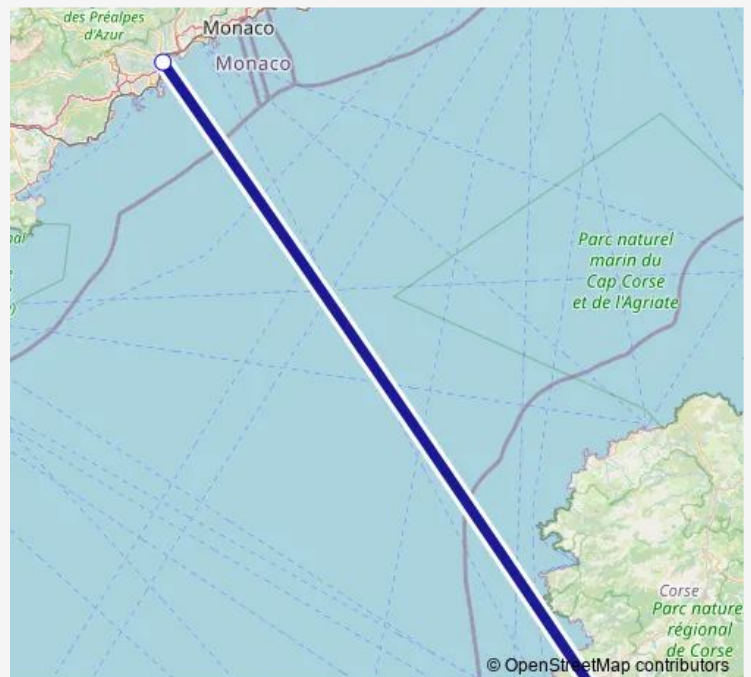 des Préalpes
d'Azur
Monaco
Monaco
Parc naturel
marin du
Cap Corse
et de l'Agriate
Corse
Parc nature
régional
de Corse
© OpenStreetMap contributors